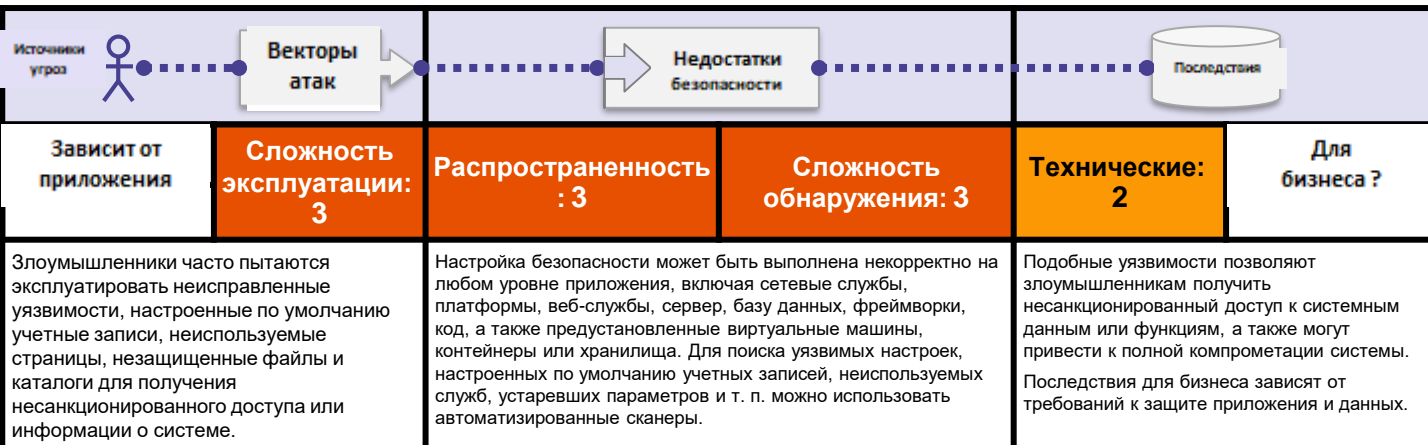 Источники
угроз
Векторы
атак
Недостатки
безопасности
Последствия
Зависит от
приложения
Сложность
эксплуатации:
3
Распространенность
: 3
Сложность
обнаружения: 3
Технические:
2
Для
бизнеса ?
Злоумышленники часто пытаются
эксплуатировать неисправленные
уязвимости, настроенные по умолчанию
учетные записи, неиспользуемые
страницы, незащищенные файлы и
каталоги для получения
несанкционированного доступа или
информации о системе.
Настройка безопасности может быть выполнена некорректно на
любом уровне приложения, включая сетевые службы,
платформы, веб-службы, сервер, базу данных, фреймворки,
код, а также предустановленные виртуальные машины,
контейнеры или хранилища. Для поиска уязвимых настроек,
настроенных по умолчанию учетных записей, неиспользуемых
служб, устаревших параметров и т. п. можно использовать
автоматизированные сканеры.
Подобные уязвимости позволяют
злоумышленникам получить
несанкционированный доступ к системным
данным или функциям, а также могут
привести к полной компрометации системы.
Последствия для бизнеса зависят от
требований к защите приложения и данных.